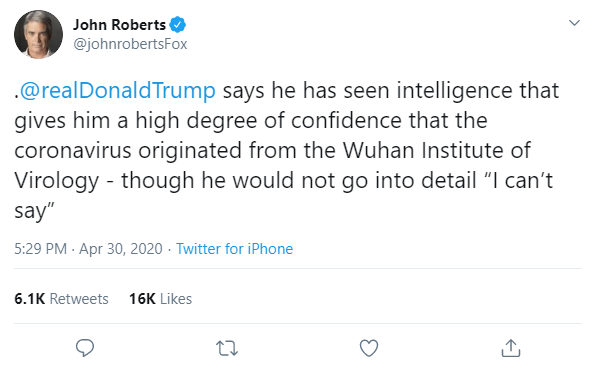 John Roberts
@johnrobertsFox
.@realDonaldTrump says he has seen intelligence that
gives him a high degree of confidence that the
coronavirus originated from the Wuhan Institute of
Virology - though he would not go into detail “I can’t
say”
5:29 PM · Apr 30, 2020 · Twitter for iPhone
6.1K Retweets 16K Likes